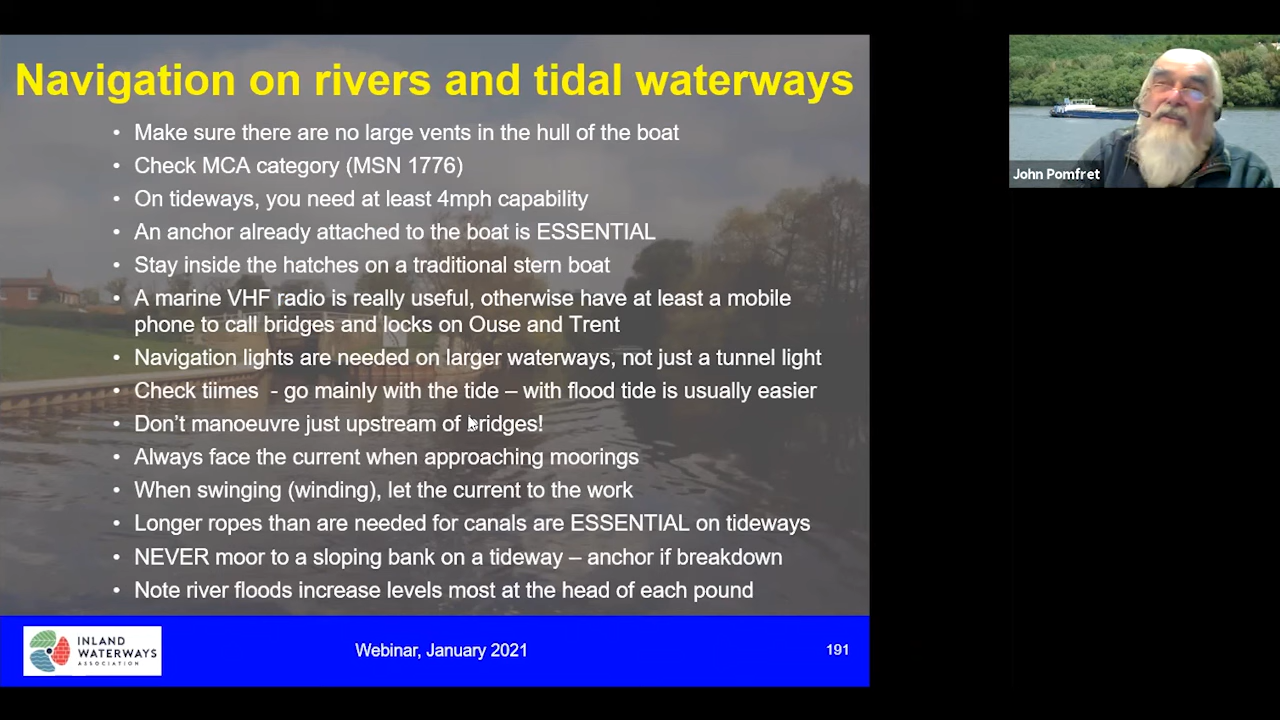 Navigation on rivers and tidal waterways
• Make sure there are no large vents in the hull of the boat
• Check MCA category (MSN 1776)
• On tideways, you need at least 4mph capability
• An anchor already attached to the boat is ESSENTIAL
• Stay inside the hatches on a traditional stern boat
• A marine VHF radio is really useful, otherwise have at least a mobile
phone to call bridges and locks on Ouse and Trent
• Navigation lights are needed on larger waterways, not just a tunnel light
• Check tiimes - go mainly with the tide – with flood tide is usually easier
• Don’t manoeuvre just upstream of bridges!
• Always face the current when approaching moorings
• When swinging (winding), let the current to the work
• Longer ropes than are needed for canals are ESSENTIAL on tideways
• NEVER moor to a sloping bank on a tideway – anchor if breakdown
• Note river floods increase levels most at the head of each pound
INLAND
WATERWAYS
ASSOCIATION
Webinar, January 2021
191
John Pomfret